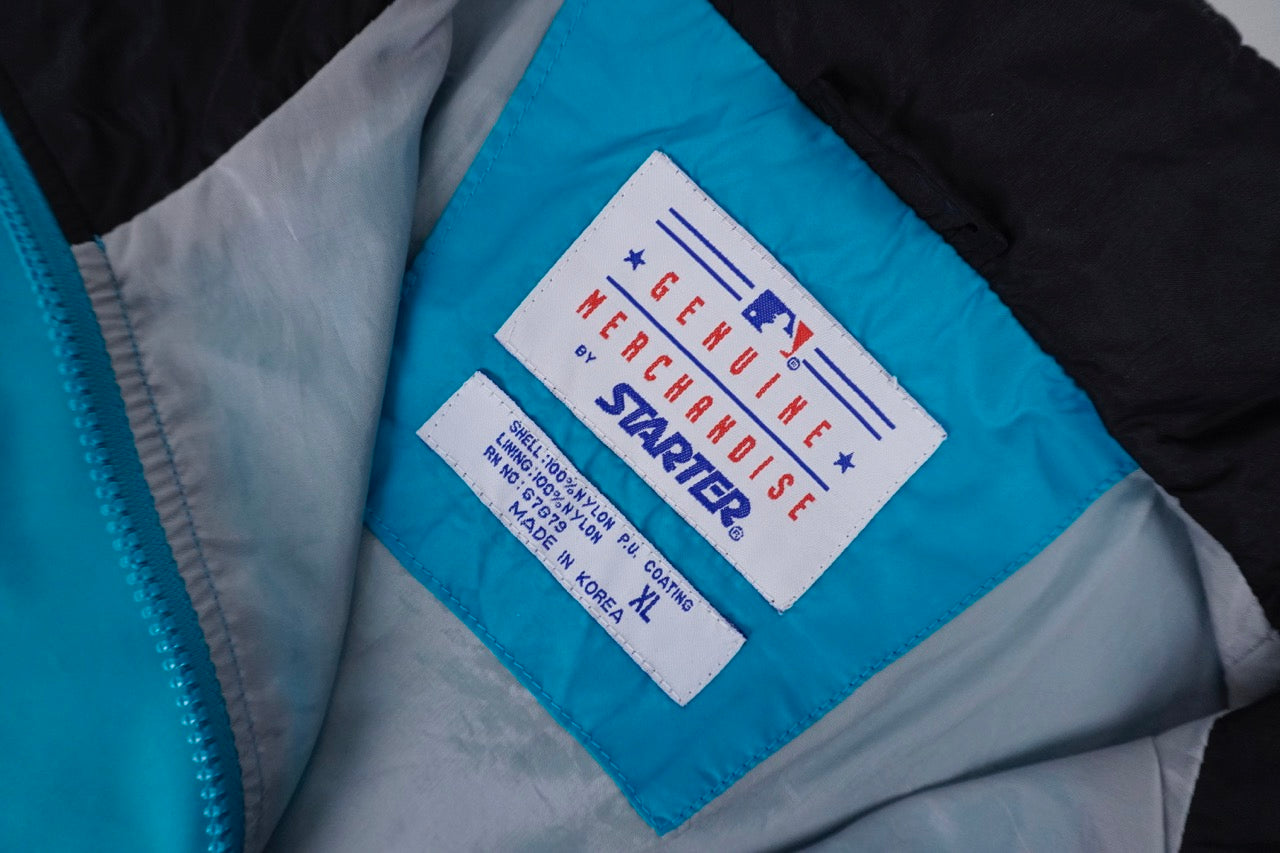 GENUINE
MERCHANDISE
BY
STARTER®
SHELL:100%NYLON P.U. COATING
LINING:100%NYLON
RN NO:67679
MADE IN KOREA
XL